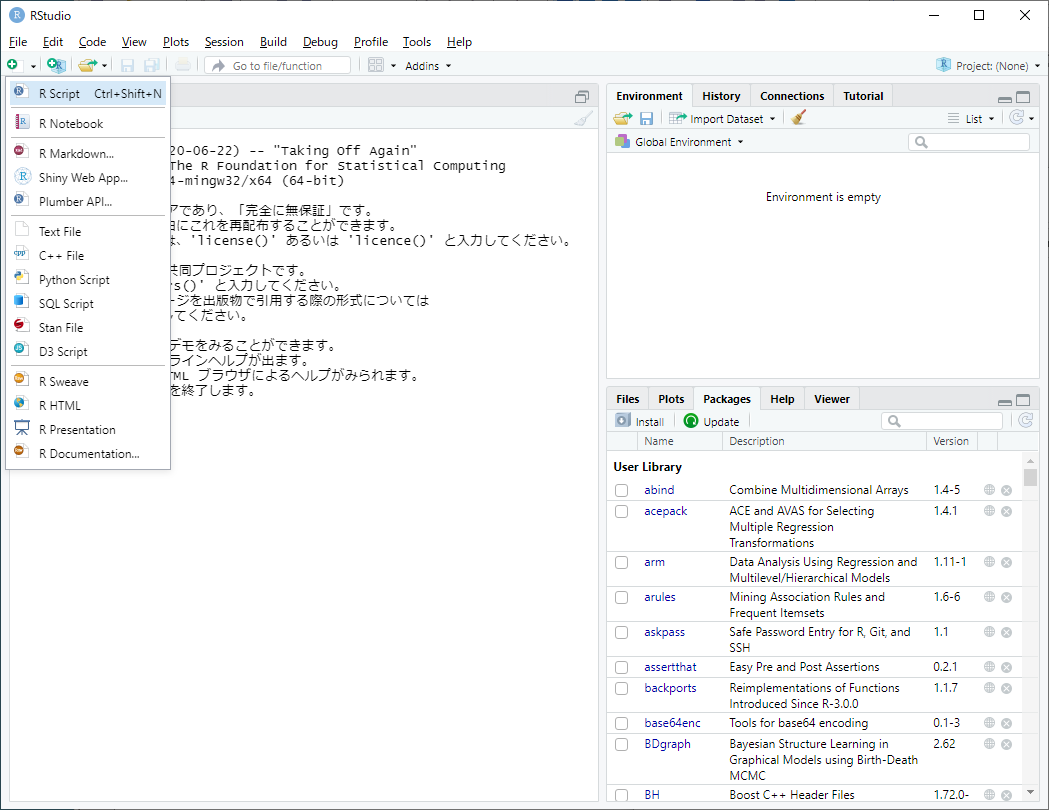 RStudio
File Edit Code View Plots Session Build Debug Profile Tools Help
Go to file/function Addins Project: (None)
R Script Ctrl+Shift+N
R Notebook
R Markdown...
Shiny Web App...
Plumber API...
Text File
C++ File
Python Script
SQL Script
Stan File
D3 Script
R Sweave
R HTML
R Presentation
R Documentation...
20-06-22) -- "Taking Off Again"
The R Foundation for Statistical Computing
4-mingw32/x64 (64-bit)
アであり、「完全に無保証」です。
にこれを再配布することができます。
は、'license()' あるいは 'licence()' と入力してください。
共同プロジェクトです。
s()' と入力してください。
ージを出版物で引用する際の形式については
てください。
デモをみることができます。
ラインヘルプが出ます。
TML ブラウザによるヘルプがみられます。
を終了します。
Environment History Connections Tutorial
Import Dataset List
Global Environment
Environment is empty
Files Plots Packages Help Viewer
Install Update
Name Description Version
User Library
abind Combine Multidimensional Arrays 1.4-5
acepack ACE and AVAS for Selecting 1.4.1
Multiple Regression
Transformations
arm Data Analysis Using Regression and 1.11-1
Multilevel/Hierarchical Models
arules Mining Association Rules and 1.6-6
Frequent Itemsets
askpass Safe Password Entry for R, Git, and 1.1
SSH
assertthat Easy Pre and Post Assertions 0.2.1
backports Reimplementations of Functions 1.1.7
Introduced Since R-3.0.0
base64enc Tools for base64 encoding 0.1-3
BDgraph Bayesian Structure Learning in 2.62
Graphical Models using Birth-Death
MCMC
BH Boost C++ Header Files 1.72.0-